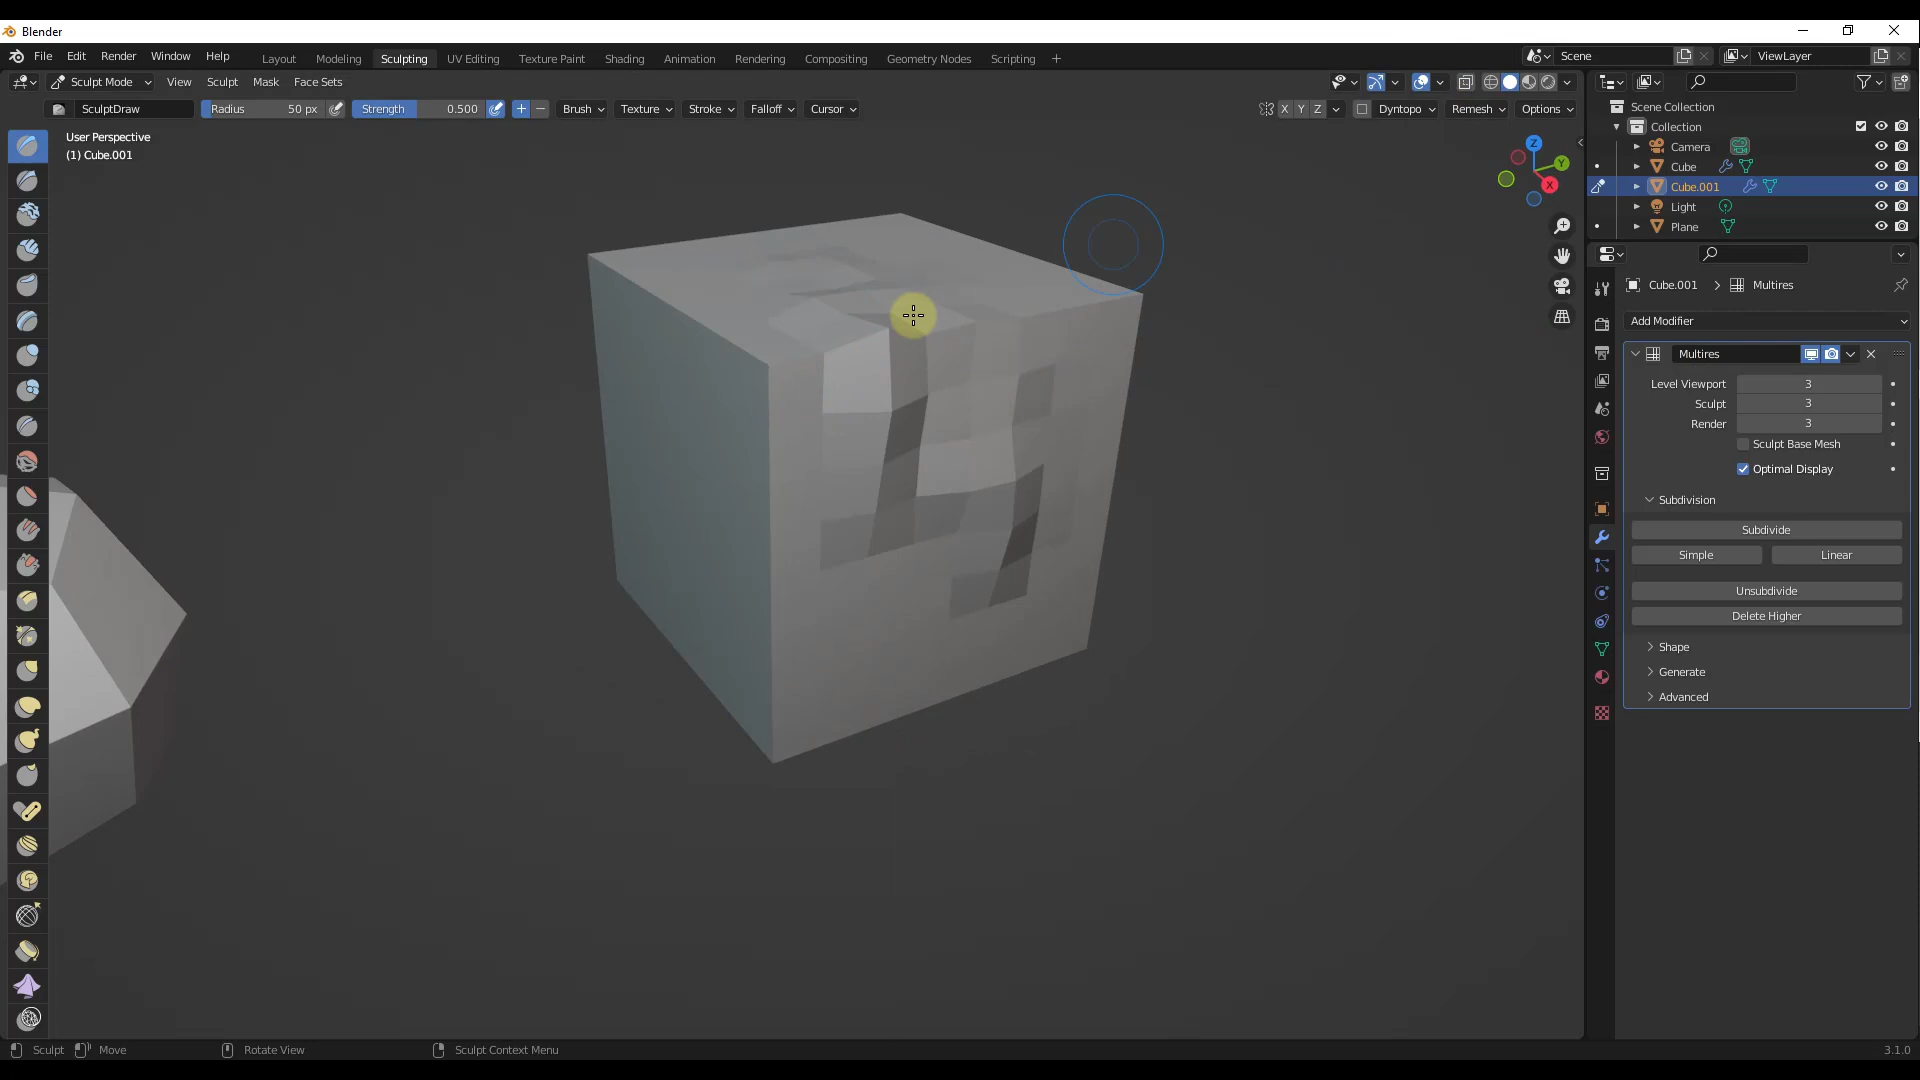 Blender
File Edit Render Window Help
Layout Modeling Sculpting UV Editing Texture Paint Shading Animation Rendering Compositing Geometry Nodes Scripting +
Scene
ViewLayer
Sculpt Mode View Sculpt Mask Face Sets
SculptDraw Radius 50 px Strength 0.500 Brush Texture Stroke Falloff Cursor
X Y Z Dyntopo Remesh Options
User Perspective
(1) Cube.001
Z
Y
X
Scene Collection
Collection
Camera
Cube
Cube.001
Light
Plane
Cube.001 > Multires
Add Modifier
Multires
Level Viewport 3
Sculpt 3
Render 3
Sculpt Base Mesh
Optimal Display
Subdivision
Subdivide
Simple Linear
Unsubdivide
Delete Higher
Shape
Generate
Advanced
Sculpt Move Rotate View Sculpt Context Menu
3.1.0